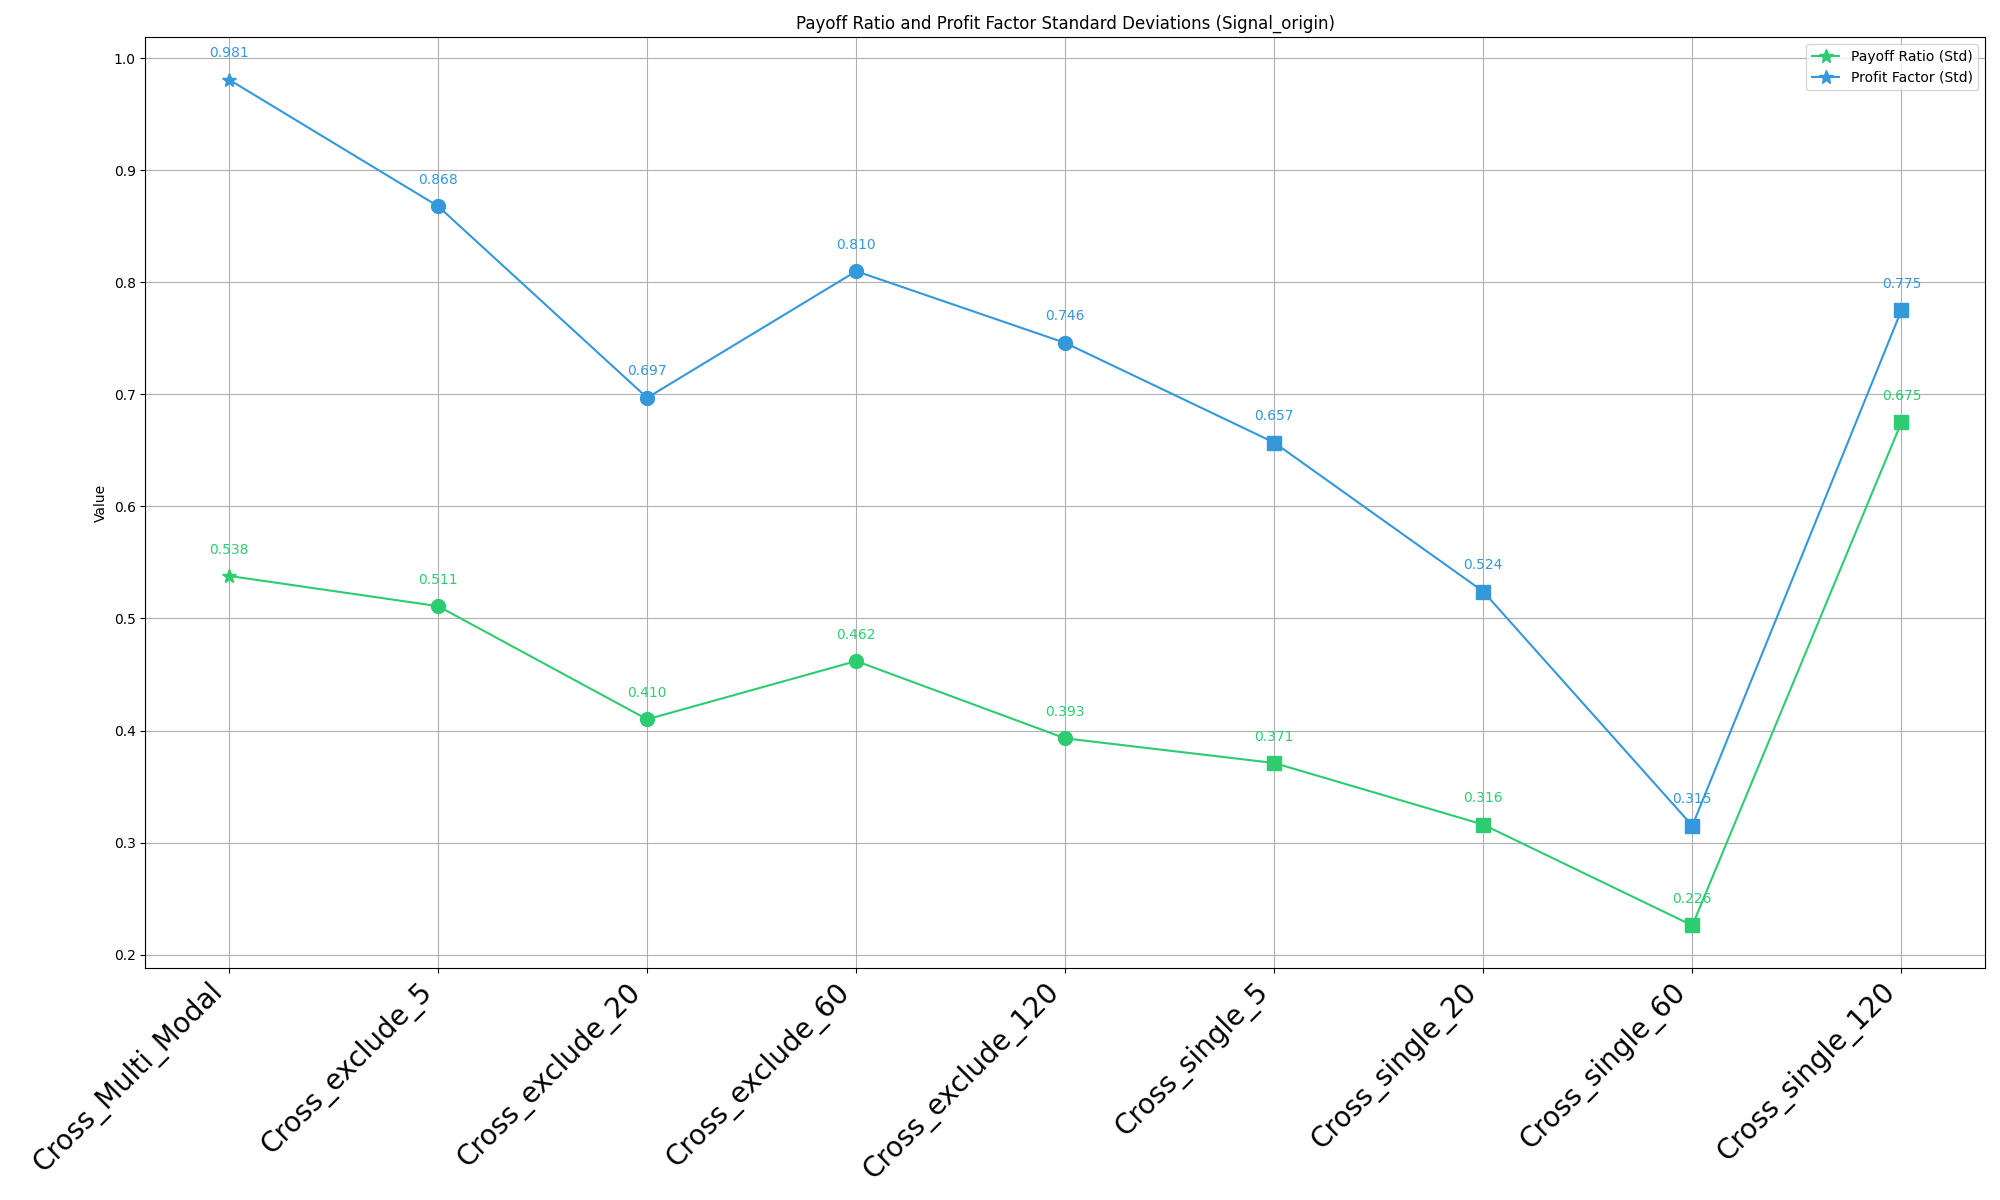 Payoff Ratio and Profit Factor Standard Deviations (Signal_origin)
Payoff Ratio (Std)
Profit Factor (Std)
Value
1.0
0.9
0.8
0.7
0.6
0.5
0.4
0.3
0.2
0.981
0.868
0.697
0.810
0.746
0.657
0.524
0.315
0.775
0.538
0.511
0.410
0.462
0.393
0.371
0.316
0.226
0.675
Cross_Multi_Modal
Cross_exclude_5
Cross_exclude_20
Cross_exclude_60
Cross_exclude_120
Cross_single_5
Cross_single_20
Cross_single_60
Cross_single_120